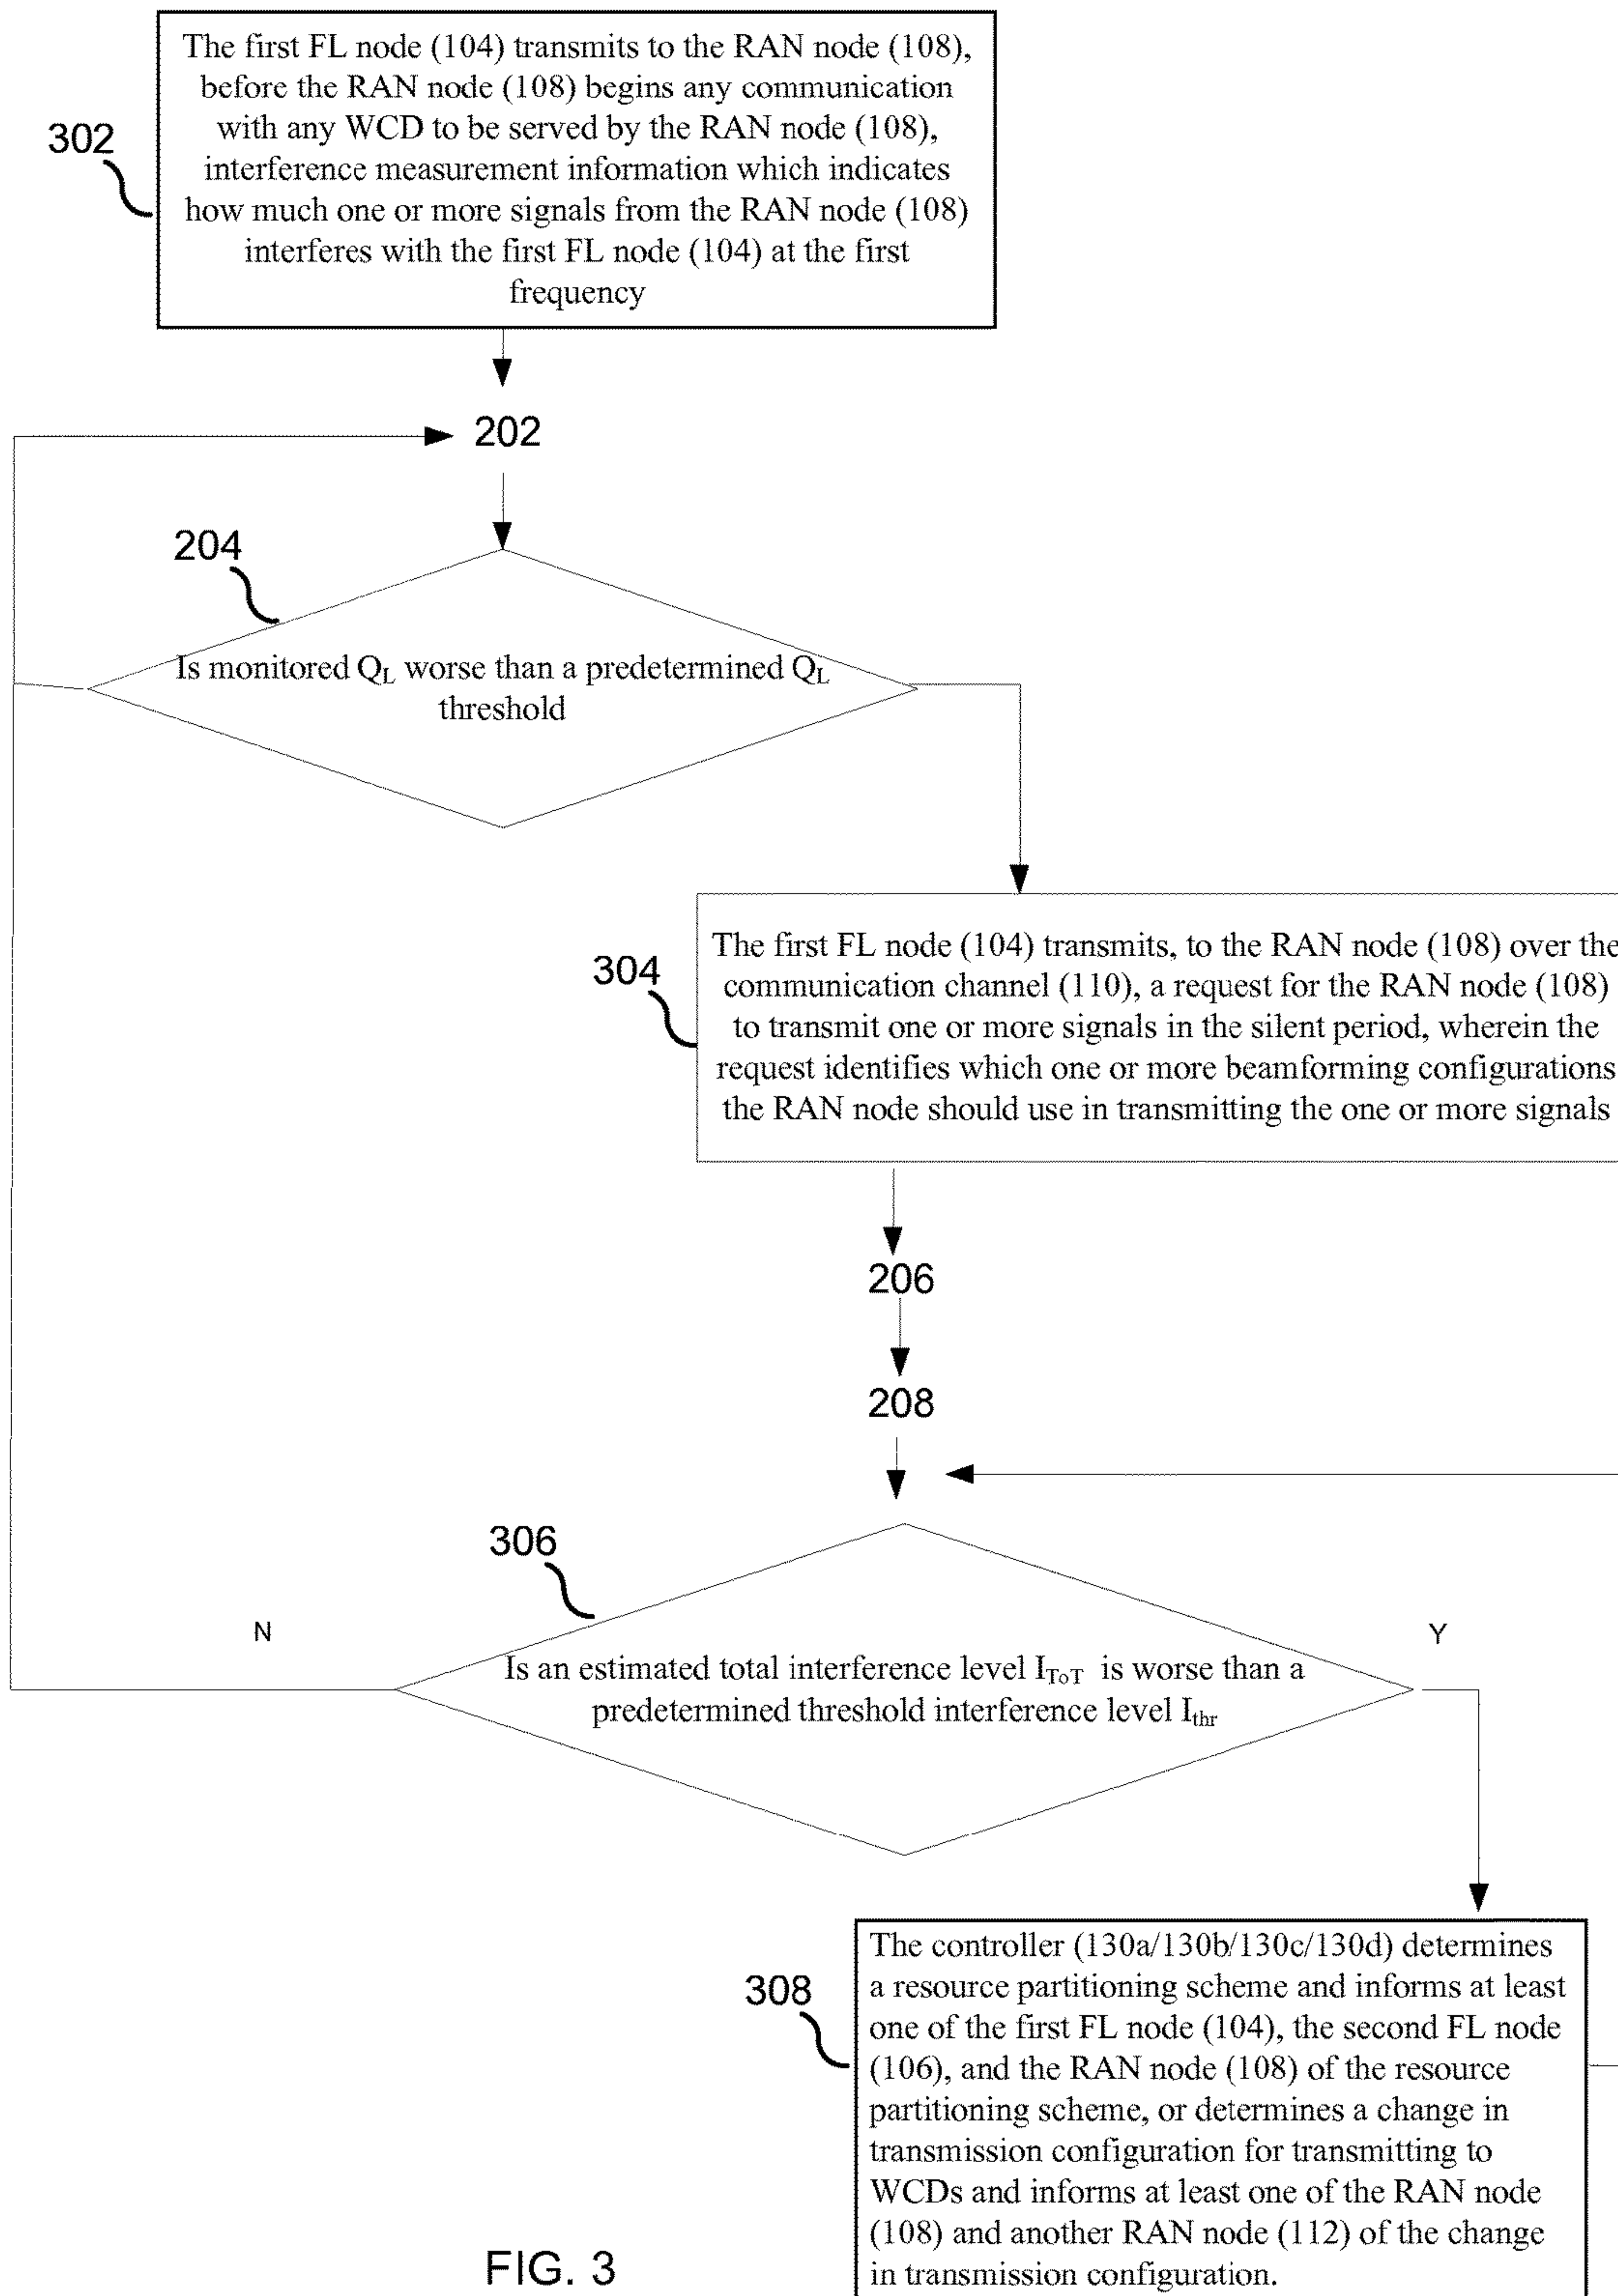 The first FL node (104) transmits to the RAN node (108),
before the RAN node (108) begins any communication
with any WCD to be served by the RAN node (108),
302
interference measurement information which indicates
how much one or more signals from the RAN node (108)
interferes with the first FL node (104) at the first
frequency
202
204
Is monitored QL worse than a predetermined QL
threshold
The first FL node (104) transmits, to the RAN node (108) over the
304
communication channel (110), a request for the RAN node (108)
to transmit one or more signals in the silent period, wherein the
request identifies which one or more beamforming configurations
the RAN node should use in transmitting the one or more signals
206
208
306
N
Y
Is an estimated total interference level IToT is worse than a
predetermined threshold interference level Ithr
The controller (130a/130b/130c/130d) determines
a resource partitioning scheme and informs at least
308
one of the first FL node (104), the second FL node
(106), and the RAN node (108) of the resource
partitioning scheme, or determines a change in
transmission configuration for transmitting to
WCDs and informs at least one of the RAN node
(108) and another RAN node (112) of the change
in transmission configuration.
FIG. 3